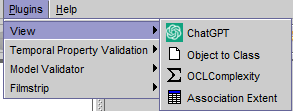 Plugins Help
View
Temporal Property Validation
Model Validator
Filmstrip
ChatGPT
Object to Class
OCLComplexity
Association Extent